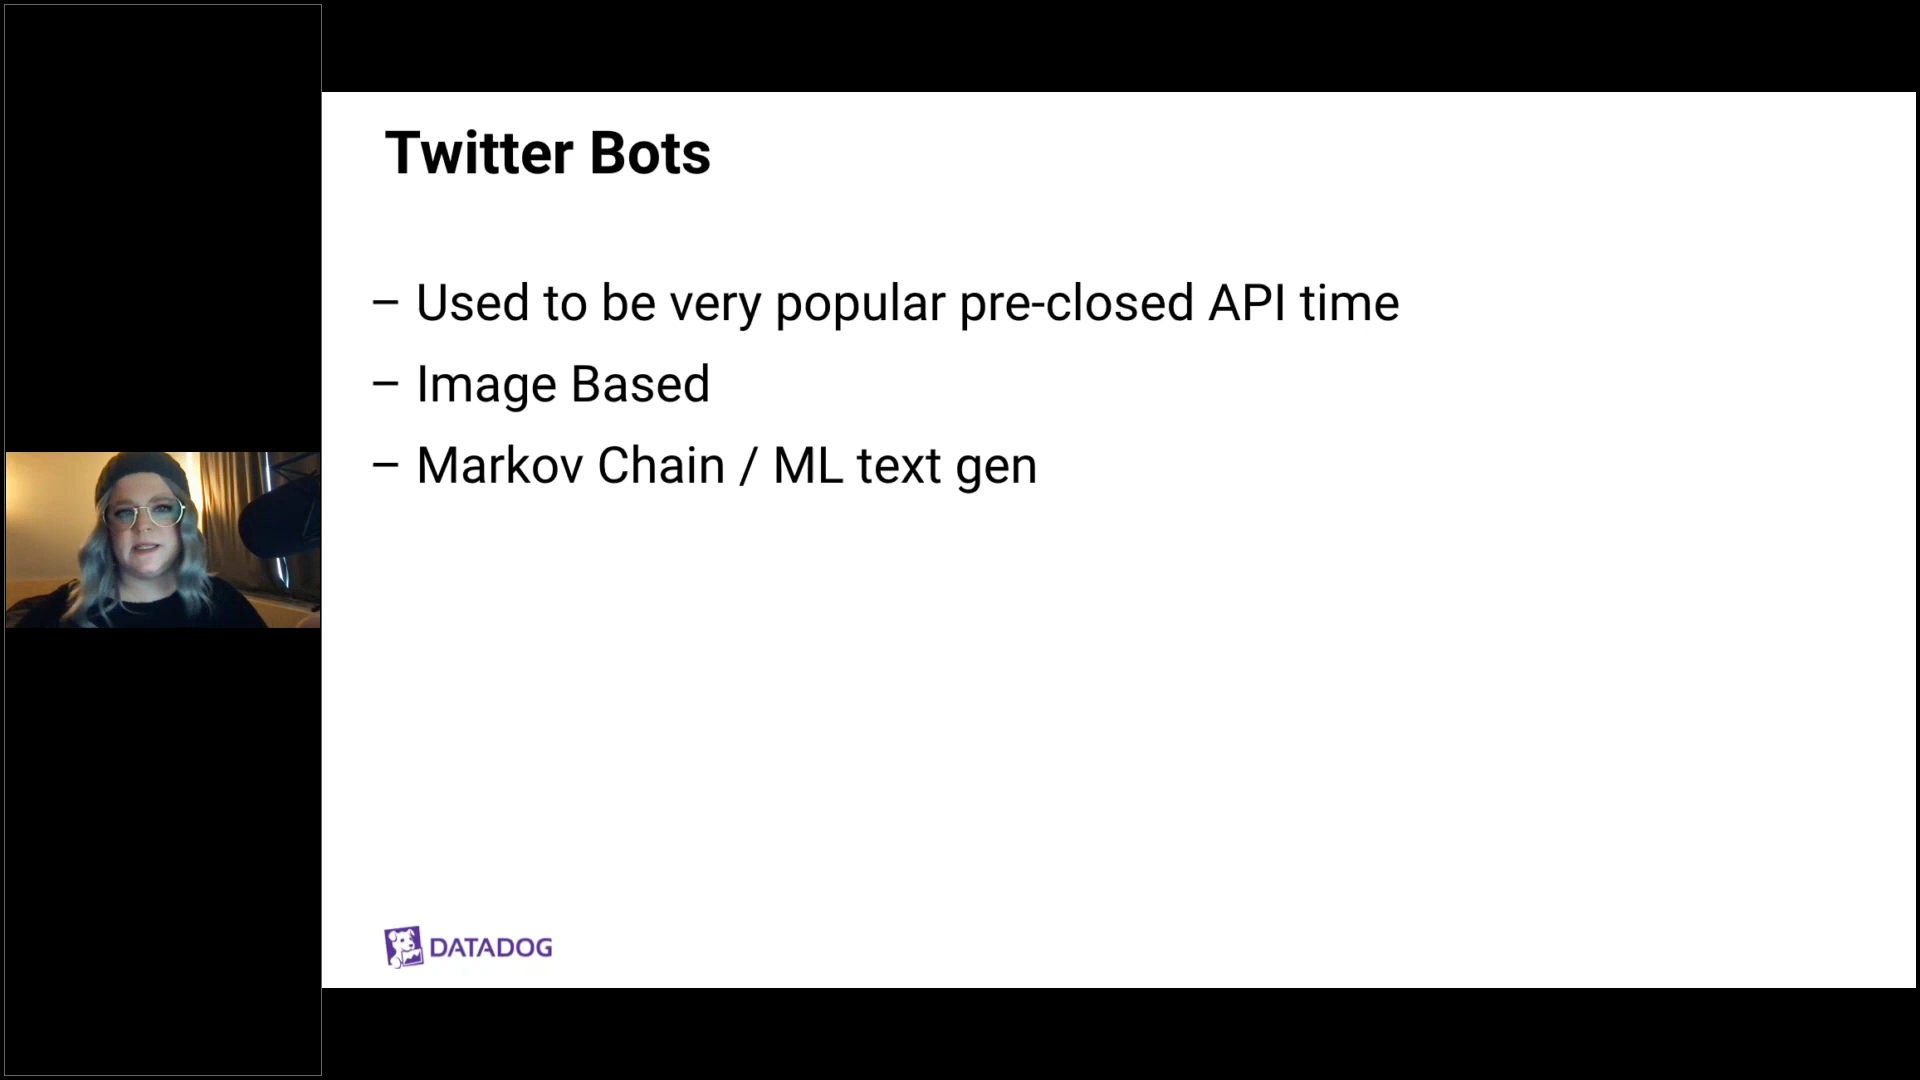 Twitter Bots
– Used to be very popular pre-closed API time
– Image Based
– Markov Chain / ML text gen
DATADOG